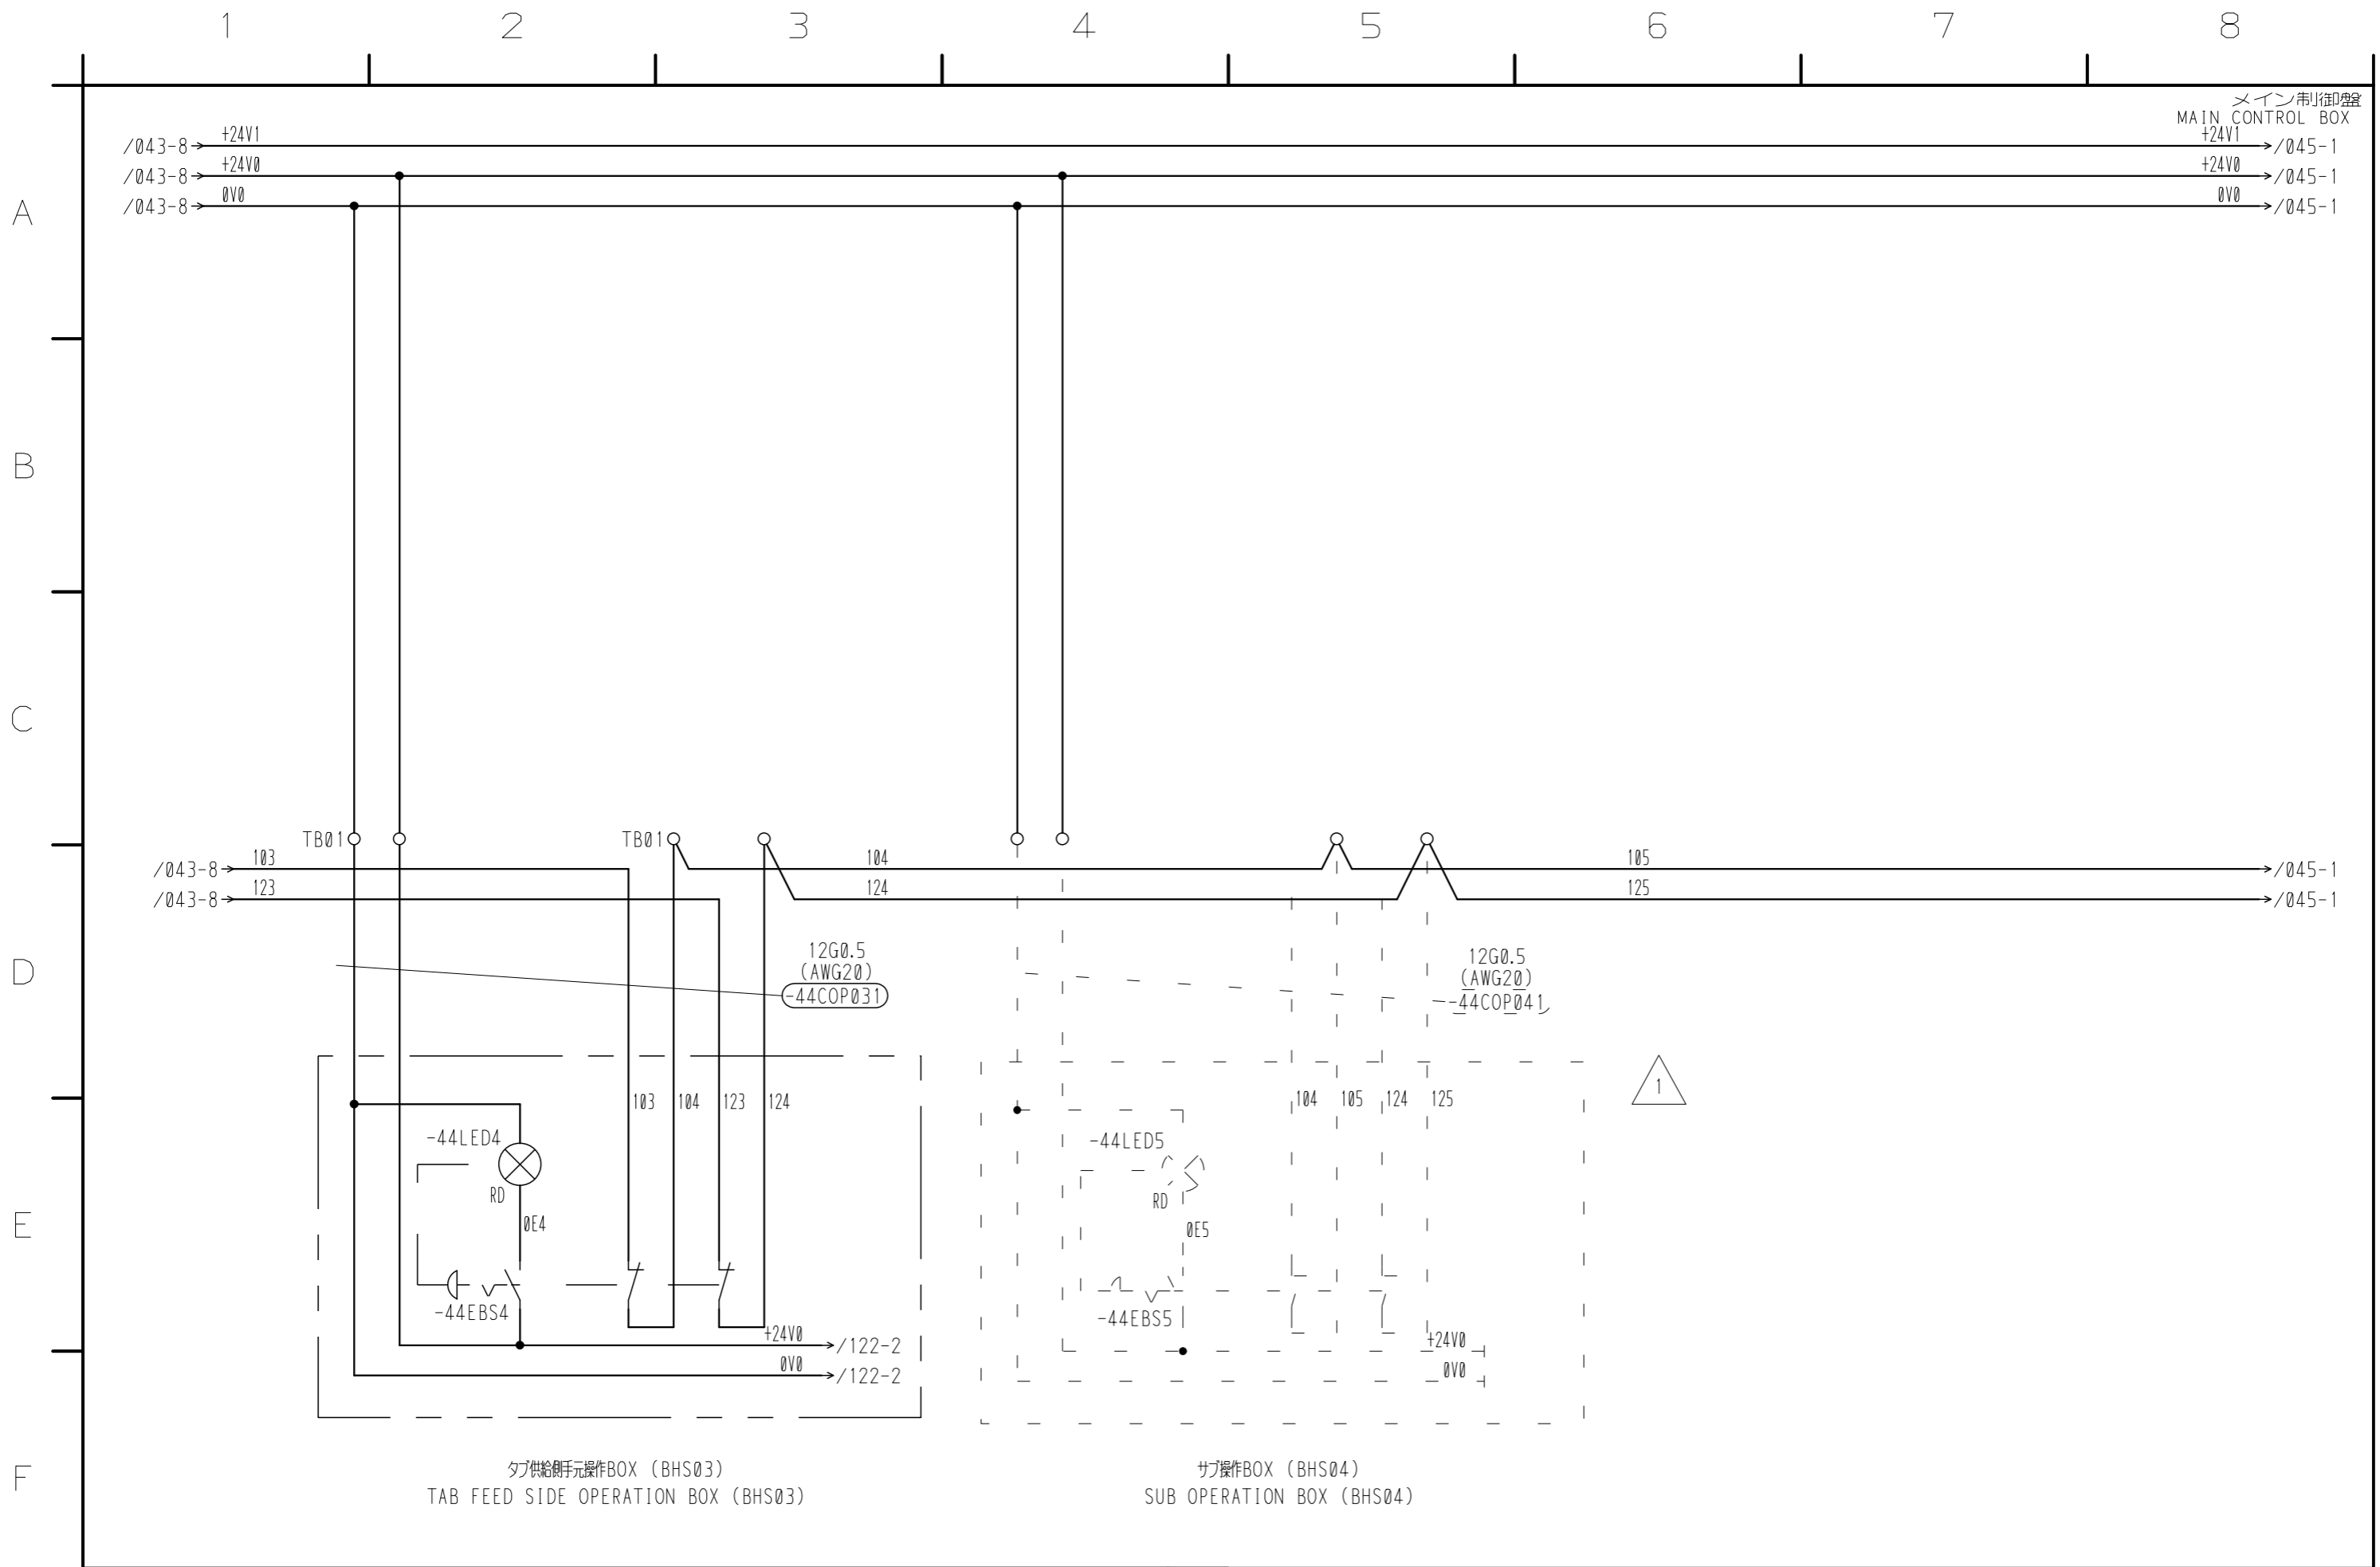 1 2 3 4 5 6 7 8
メイン制御盤
MAIN CONTROL BOX
/043-8 +24V1 +24V1 /045-1
/043-8 +24V0 +24V0 /045-1
/043-8 0V0 0V0 /045-1
A
B
C
TB01 TB01
/043-8 103 104 105 /045-1
/043-8 123 124 125 /045-1
D
12G0.5
(AWG20)
-44COP031
12G0.5
(AWG20)
-44COP041
1
103 104 123 124
104 105 124 125
-44LED4
RD
0E4
-44EBS4
-44LED5
RD
0E5
-44EBS5
E
+24V0 /122-2
0V0 /122-2
+24V0
0V0
F
タブ供給側手元操作BOX (BHS03)
TAB FEED SIDE OPERATION BOX (BHS03)
サブ操作BOX (BHS04)
SUB OPERATION BOX (BHS04)